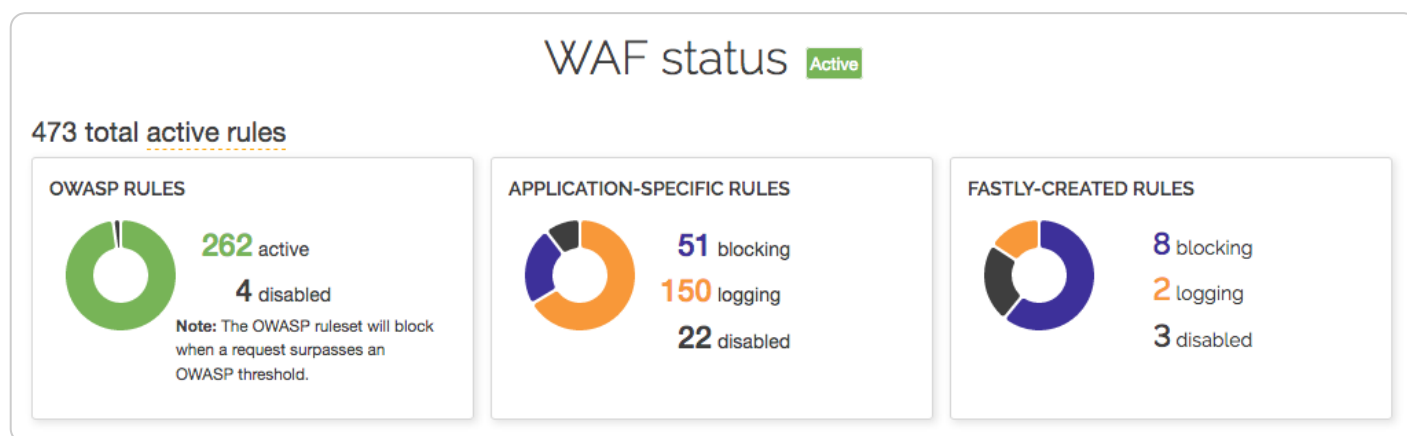 WAF status Active
473 total active rules
OWASP RULES
262 active
4 disabled
Note: The OWASP ruleset will block
when a request surpasses an
OWASP threshold.
APPLICATION-SPECIFIC RULES
51 blocking
150 logging
22 disabled
FASTLY-CREATED RULES
8 blocking
2 logging
3 disabled